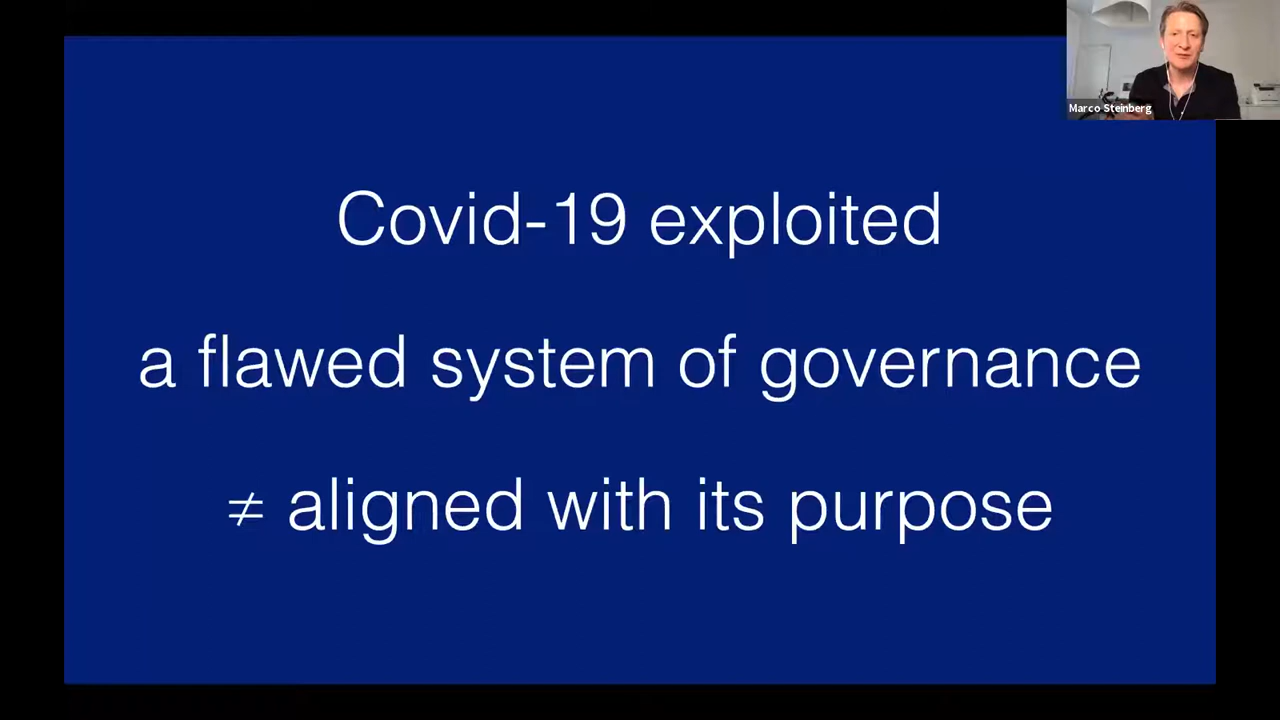 Marco Steinberg
Covid-19 exploited
a flawed system of governance
≠ aligned with its purpose